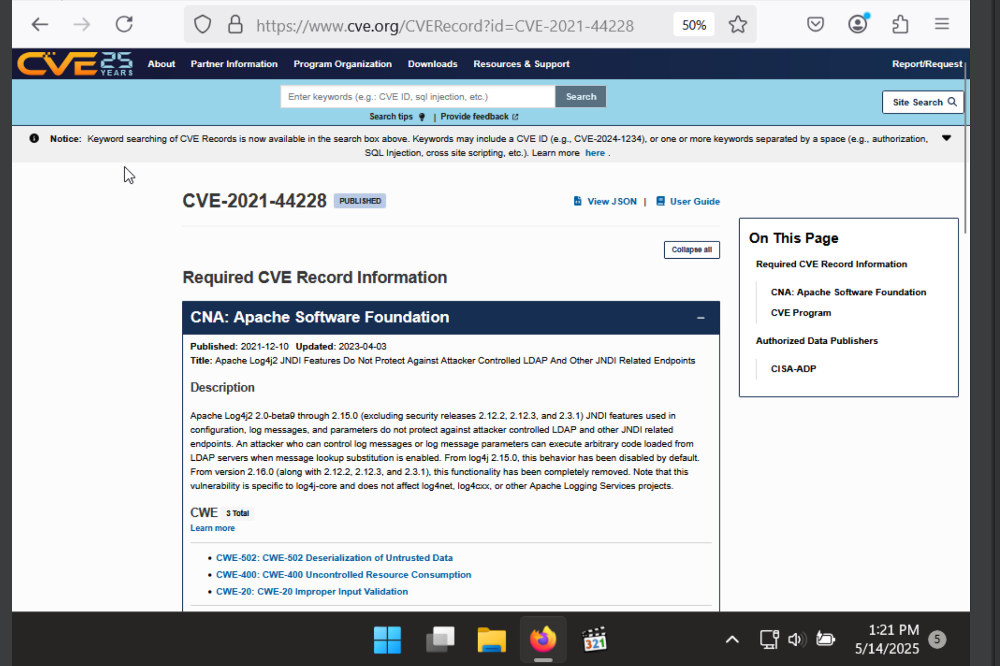 https://www.cve.org/CVERecord?id=CVE-2021-44228
50%
CVE 25 YEARS
About Partner Information Program Organization Downloads Resources & Support Report/Request
Enter keywords (e.g.: CVE ID, sql injection, etc.) Search
Site Search
Search tips | Provide feedback
Notice: Keyword searching of CVE Records is now available in the search box above. Keywords may include a CVE ID (e.g., CVE-2024-1234), or one or more keywords separated by a space (e.g., authorization,
SQL Injection, cross site scripting, etc.). Learn more here .
CVE-2021-44228 PUBLISHED
View JSON | User Guide
Collapse all
Required CVE Record Information
CNA: Apache Software Foundation −
Published: 2021-12-10 Updated: 2023-04-03
Title: Apache Log4j2 JNDI Features Do Not Protect Against Attacker Controlled LDAP And Other JNDI Related Endpoints
Description
Apache Log4j2 2.0-beta9 through 2.15.0 (excluding security releases 2.12.2, 2.12.3, and 2.3.1) JNDI features used in
configuration, log messages, and parameters do not protect against attacker controlled LDAP and other JNDI related
endpoints. An attacker who can control log messages or log message parameters can execute arbitrary code loaded from
LDAP servers when message lookup substitution is enabled. From log4j 2.15.0, this behavior has been disabled by default.
From version 2.16.0 (along with 2.12.2, 2.12.3, and 2.3.1), this functionality has been completely removed. Note that this
vulnerability is specific to log4j-core and does not affect log4net, log4cxx, or other Apache Logging Services projects.
CWE 3 Total
Learn more
• CWE-502: CWE-502 Deserialization of Untrusted Data
• CWE-400: CWE-400 Uncontrolled Resource Consumption
• CWE-20: CWE-20 Improper Input Validation
On This Page
Required CVE Record Information
CNA: Apache Software Foundation
CVE Program
Authorized Data Publishers
CISA-ADP
321
1:21 PM
5/14/2025
5